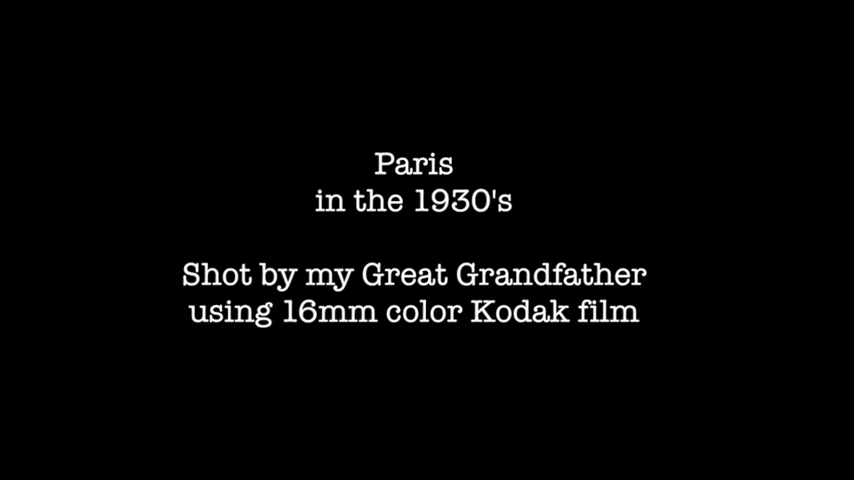 Paris
in the 1930's
Shot by my Great Grandfather
using 16mm color Kodak film